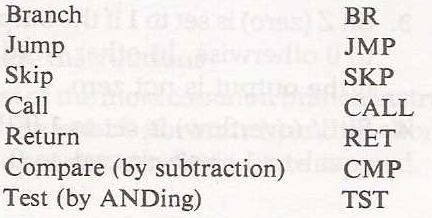 Branch BR
Jump JMP
Skip SKP
Call CALL
Return RET
Compare (by subtraction) CMP
Test (by ANDing) TST